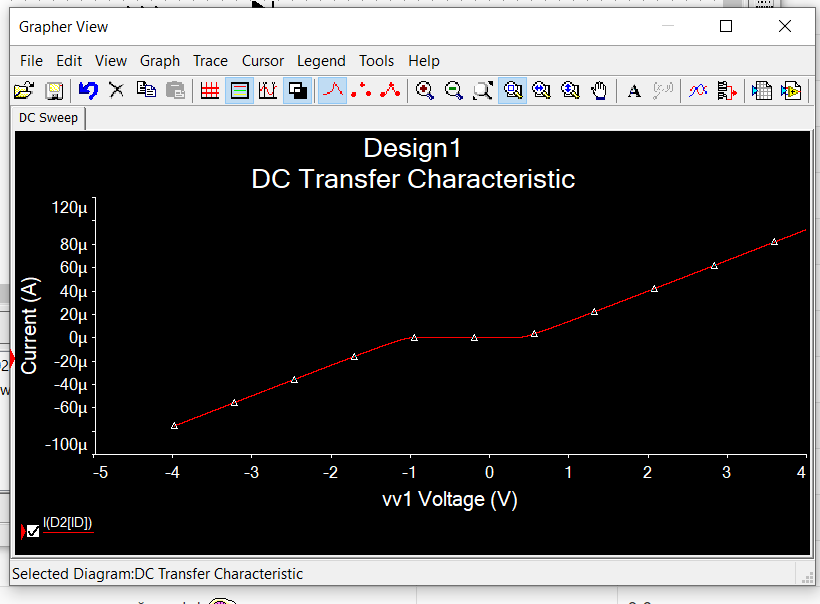 Grapher View
File Edit View Graph Trace Cursor Legend Tools Help
A
DC Sweep
Design1
DC Transfer Characteristic
120µ
80µ
60µ
40µ
20µ
0µ
-20µ
-40µ
-60µ
-100µ
Current (A)
-5 -4 -3 -2 -1 0 1 2 3 4
vv1 Voltage (V)
I(D2[ID])
Selected Diagram:DC Transfer Characteristic